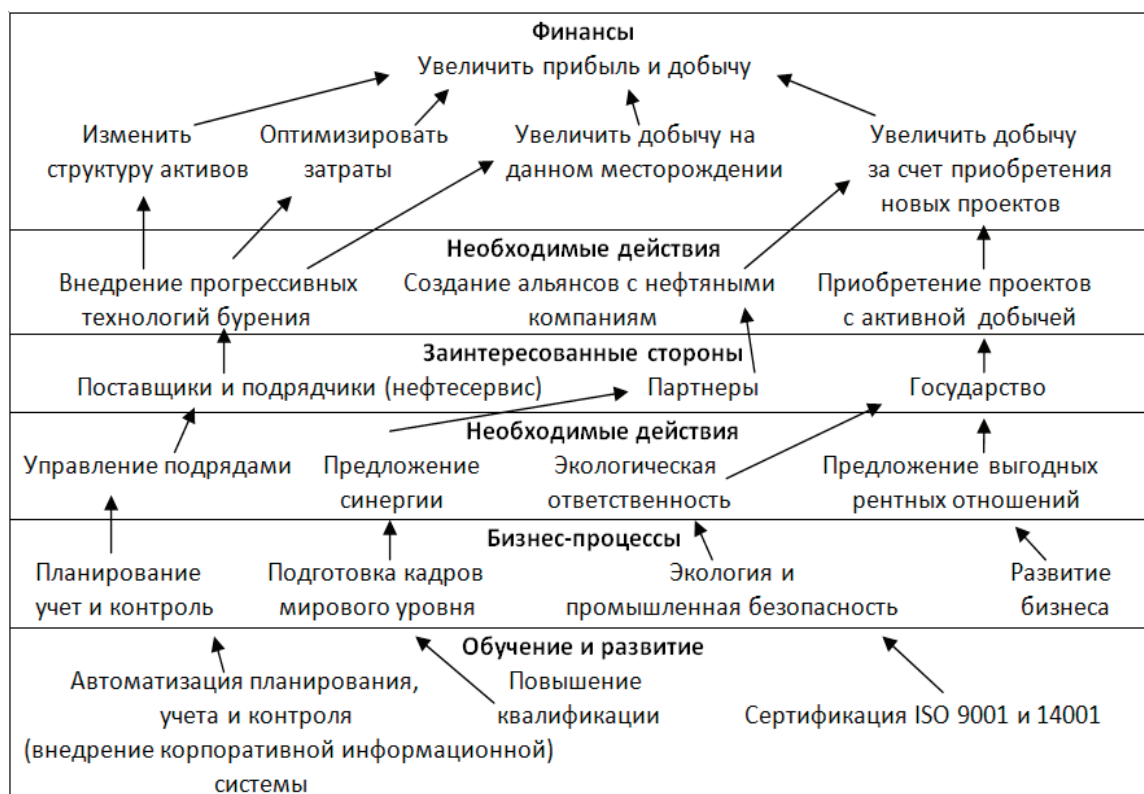 Финансы
Увеличить прибыль и добычу
Изменить
структуру активов
Оптимизировать
затраты
Увеличить добычу на
данном месторождении
Увеличить добычу
за счет приобретения
новых проектов
Необходимые действия
Внедрение прогрессивных
технологий бурения
Создание альянсов с нефтяными
компаниям
Приобретение проектов
с активной добычей
Заинтересованные стороны
Поставщики и подрядчики (нефтесервис)
Партнеры
Государство
Необходимые действия
Управление подрядами
Предложение
синергии
Экологическая
ответственность
Предложение выгодных
рентных отношений
Бизнес-процессы
Планирование
учет и контроль
Подготовка кадров
мирового уровня
Экология и
промышленная безопасность
Развитие
бизнеса
Обучение и развитие
Автоматизация планирования,
учета и контроля
(внедрение корпоративной информационной)
системы
Повышение
квалификации
Сертификация ISO 9001 и 14001